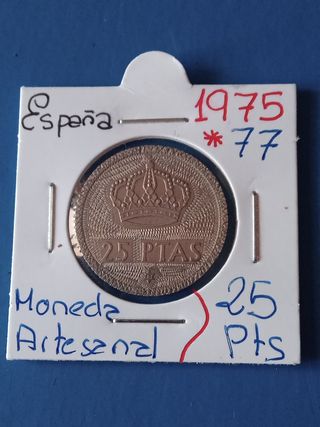 España 1975
*77
25 PTAS
Moneda 25
Artesanal Pts